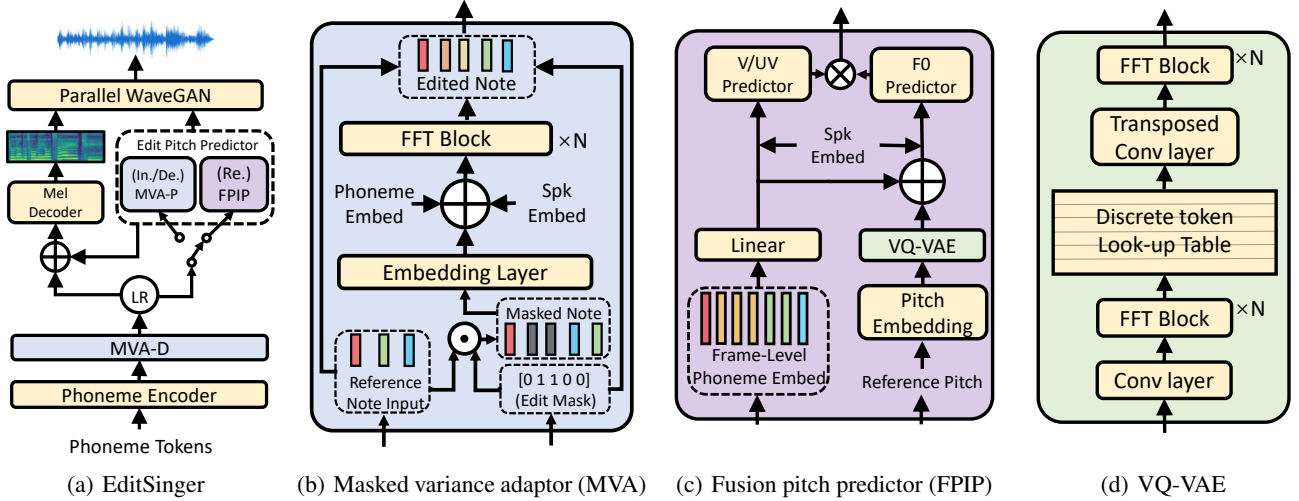 Parallel WaveGAN
Edit Pitch Predictor
(In./De.)
MVA-P
(Re.)
FPIP
Mel
Decoder
LR
MVA-D
Phoneme Encoder
Phoneme Tokens
(a) EditSinger
Edited Note
FFT Block
×N
Phoneme
Embed
Spk
Embed
Embedding Layer
Masked Note
Reference
Note Input
[0 1 1 0 0]
(Edit Mask)
(b) Masked variance adaptor (MVA)
V/UV
Predictor
F0
Predictor
Spk
Embed
Linear
VQ-VAE
Pitch
Embedding
Frame-Level
Phoneme Embed
Reference Pitch
(c) Fusion pitch predictor (FPIP)
FFT Block
×N
Transposed
Conv layer
Discrete token
Look-up Table
FFT Block
×N
Conv layer
(d) VQ-VAE